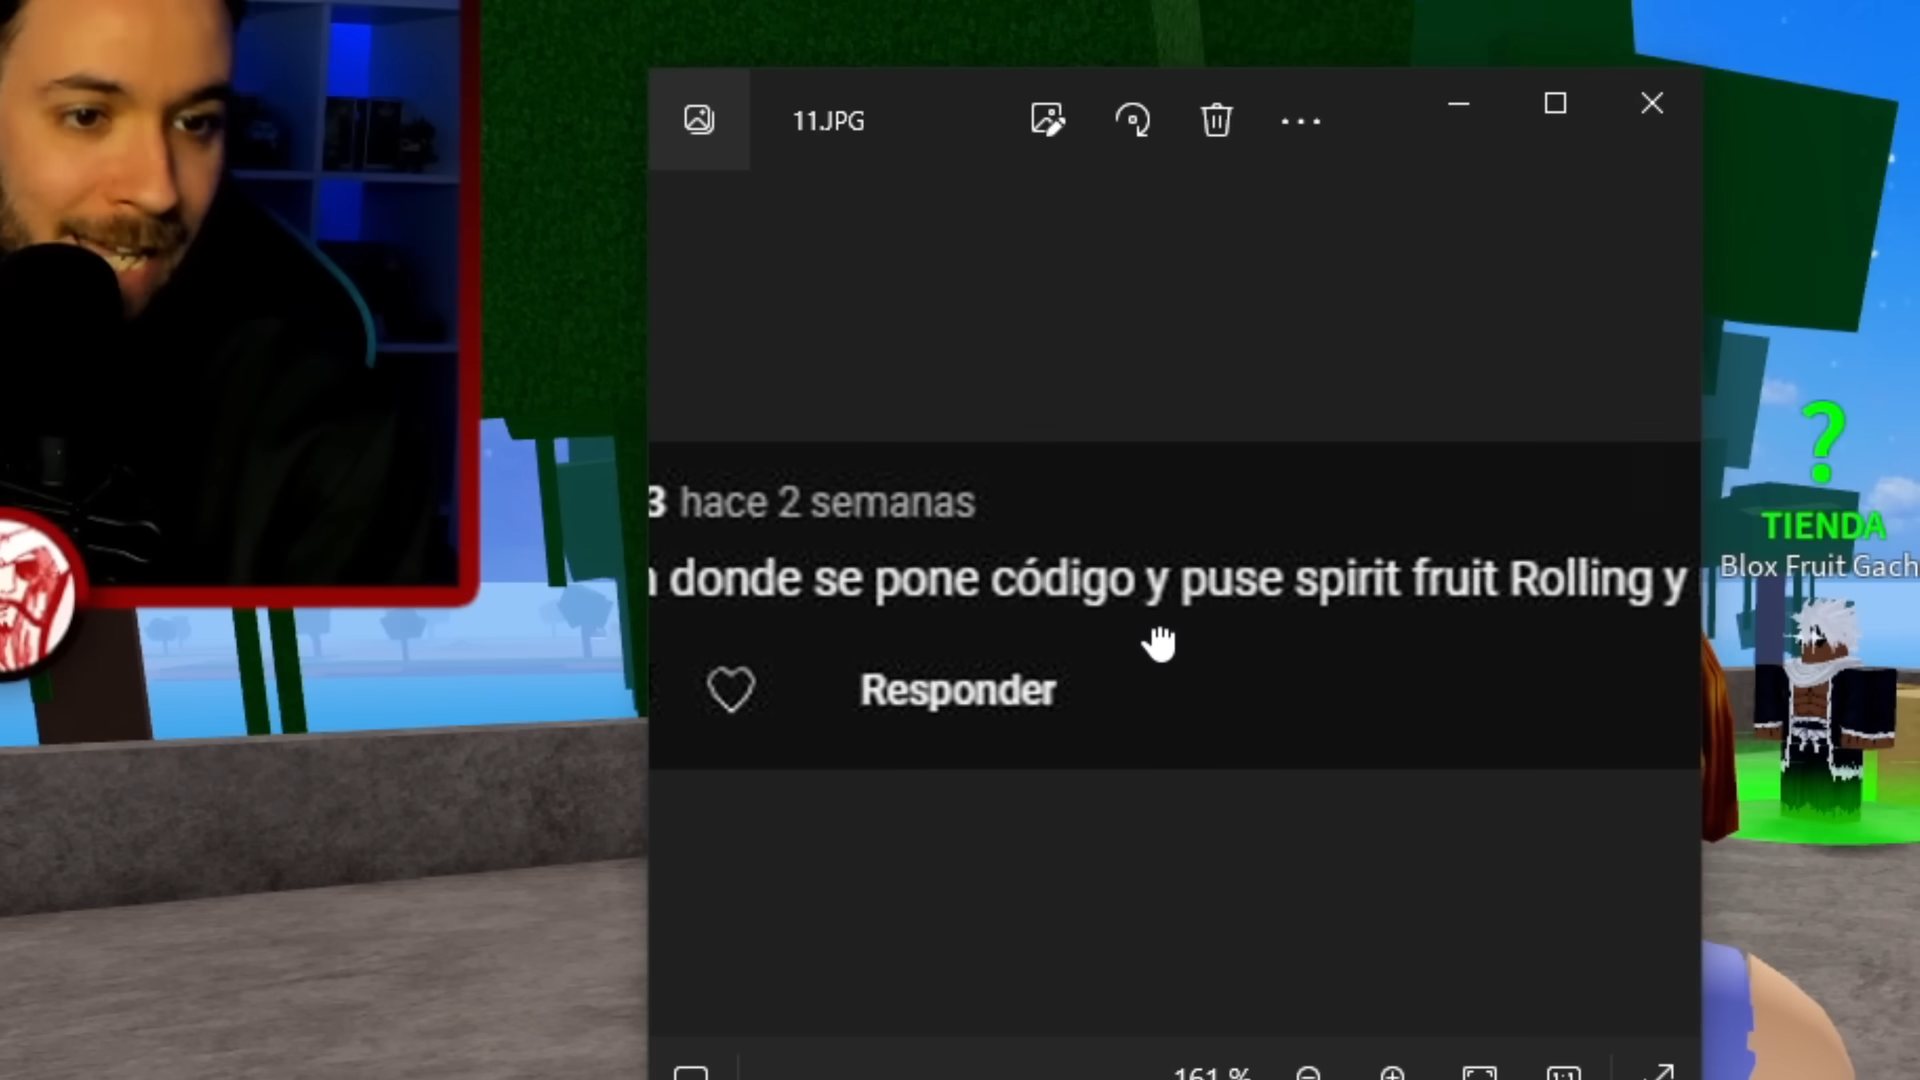 11.JPG
3 hace 2 semanas
donde se pone código y puse spirit fruit Rolling y
Responder
?
TIENDA
Blox Fruit Gach
161 %